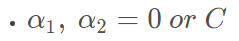 · α₁, α₂ = 0 or C